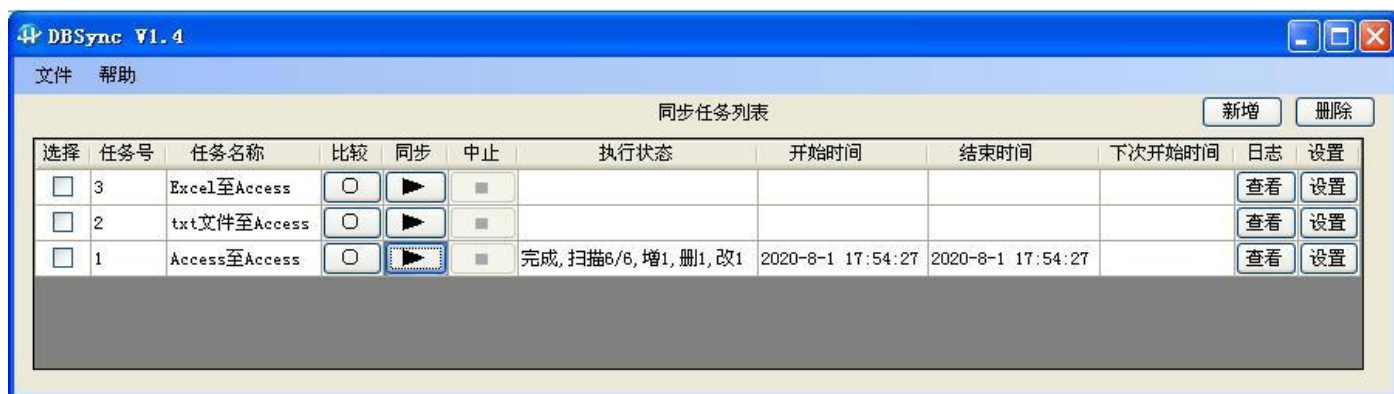 DBSync V1.4
文件 帮助
同步任务列表 新增 删除
选择 任务号 任务名称 比较 同步 中止 执行状态 开始时间 结束时间 下次开始时间 日志 设置
3 Excel至Access 查看 设置
2 txt文件至Access 查看 设置
1 Access至Access 完成,扫描6/6,增1,删1,改1 2020-8-1 17:54:27 2020-8-1 17:54:27 查看 设置